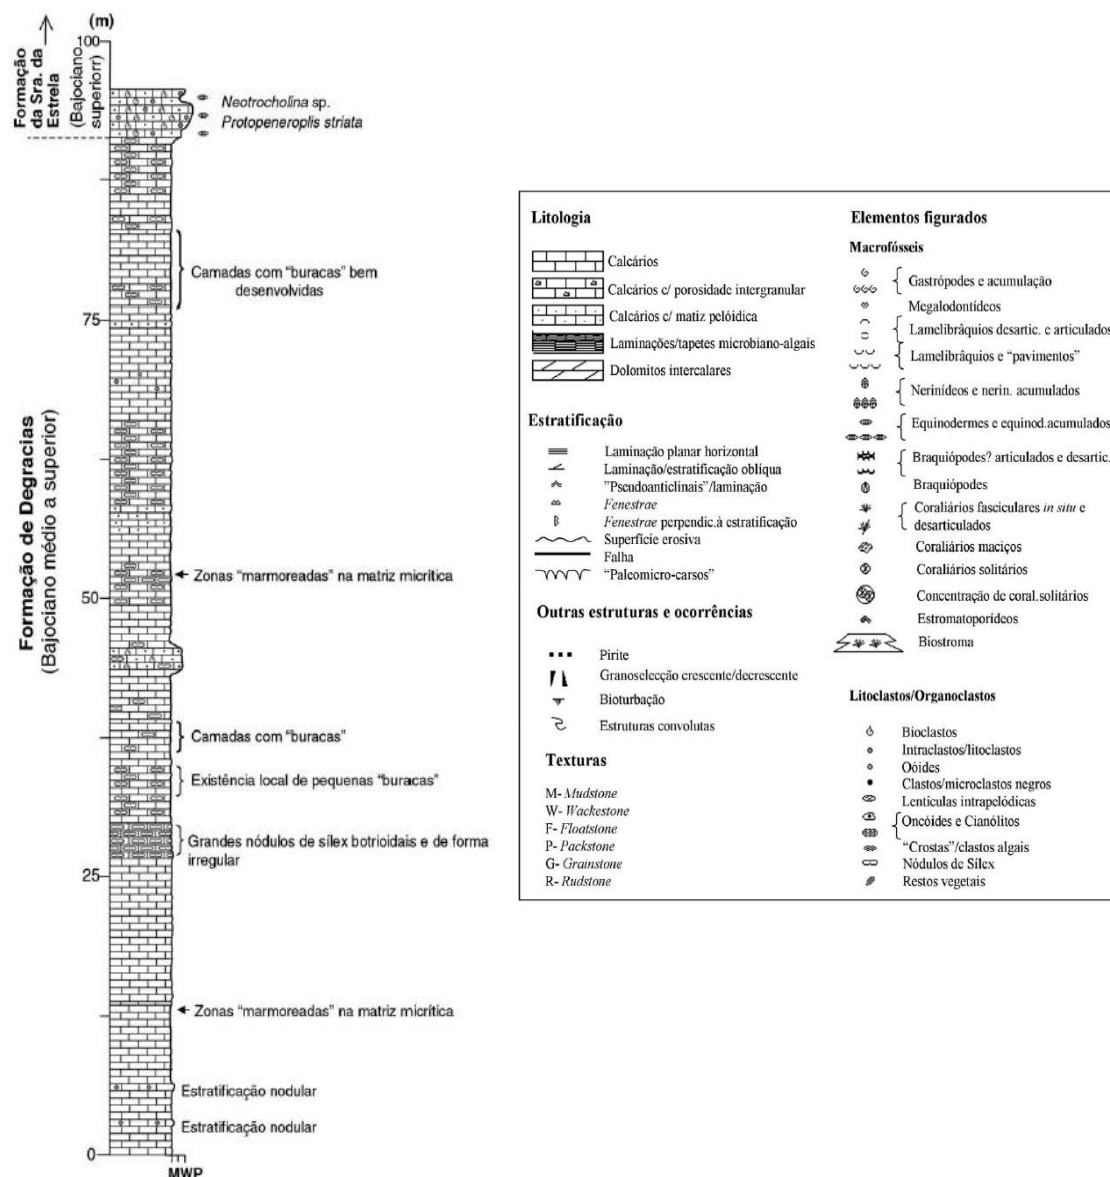 (m)
100
Formação
da Sra. da
Estrela
(Bajociano
superiorr)
Neotrocholina sp.
Protopeneroplis striata
Camadas com “buracas” bem
desenvolvidas
75
Formação de Degracias
(Bajociano médio a superior)
Zonas “marmoreadas” na matriz micrítica
50
Camadas com “buracas”
Existência local de pequenas “buracas”
Grandes nódulos de sílex botrioidais e de forma
irregular
25
Zonas “marmoreadas” na matriz micrítica
Estratificação nodular
Estratificação nodular
0
MWP
Litologia
Calcários
Calcários c/ porosidade intergranular
Calcários c/ matiz pelóidica
Laminações/tapetes microbiano-algais
Dolomitos intercalares
Estratificação
Laminação planar horizontal
Laminação/estratificação oblíqua
”Pseudoanticlinais”/laminação
Fenestrae
Fenestrae perpendic.à estratificação
Superfície erosiva
Falha
“Paleomicro-carsos”
Outras estruturas e ocorrências
Pirite
Granoselecção crescente/decrescente
Bioturbação
Estruturas convolutas
Texturas
M- Mudstone
W- Wackestone
F- Floatstone
P- Packstone
G- Grainstone
R- Rudstone
Elementos figurados
Macrofósseis
Gastrópodes e acumulação
Megalodontídeos
Lamelibrâquios desartic. e articulados
Lamelibrâquios e “pavimentos”
Nerinídeos e nerin. acumulados
Equinodermes e equinod.acumulados
Braquiópodes? articulados e desartic.
Braquiópodes
Coraliários fasciculares in situ e
desarticulados
Coraliários maciços
Coraliários solitários
Concentração de coral.solitários
Estromatoporídeos
Biostroma
Litoclastos/Organoclastos
Bioclastos
Intraclastos/litoclastos
Oóides
Clastos/microclastos negros
Lentículas intrapelódicas
Oncóides e Cianólitos
“Crostas”/clastos algais
Nódulos de Sílex
Restos vegetais